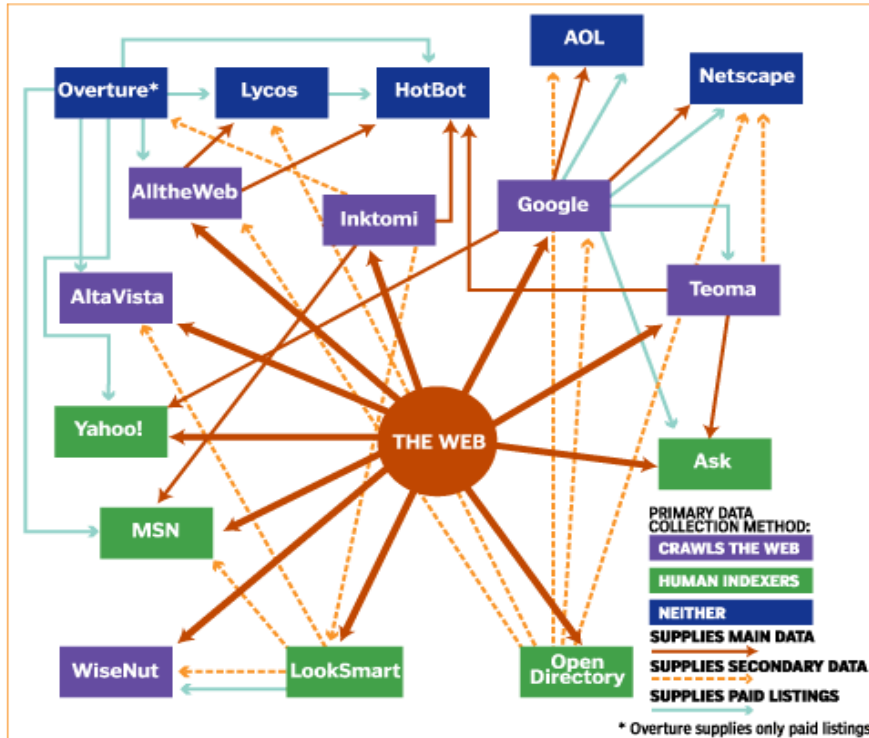 AOL
Netscape
Overture*
Lycos
HotBot
AlltheWeb
Inktomi
Google
AltaVista
Teoma
Yahoo!
THE WEB
Ask
MSN
WiseNut
LookSmart
Open
Directory
PRIMARY DATA
COLLECTION METHOD:
CRAWLS THE WEB
HUMAN INDEXERS
NEITHER
SUPPLIES MAIN DATA
SUPPLIES SECONDARY DATA
SUPPLIES PAID LISTINGS
* Overture supplies only paid listings